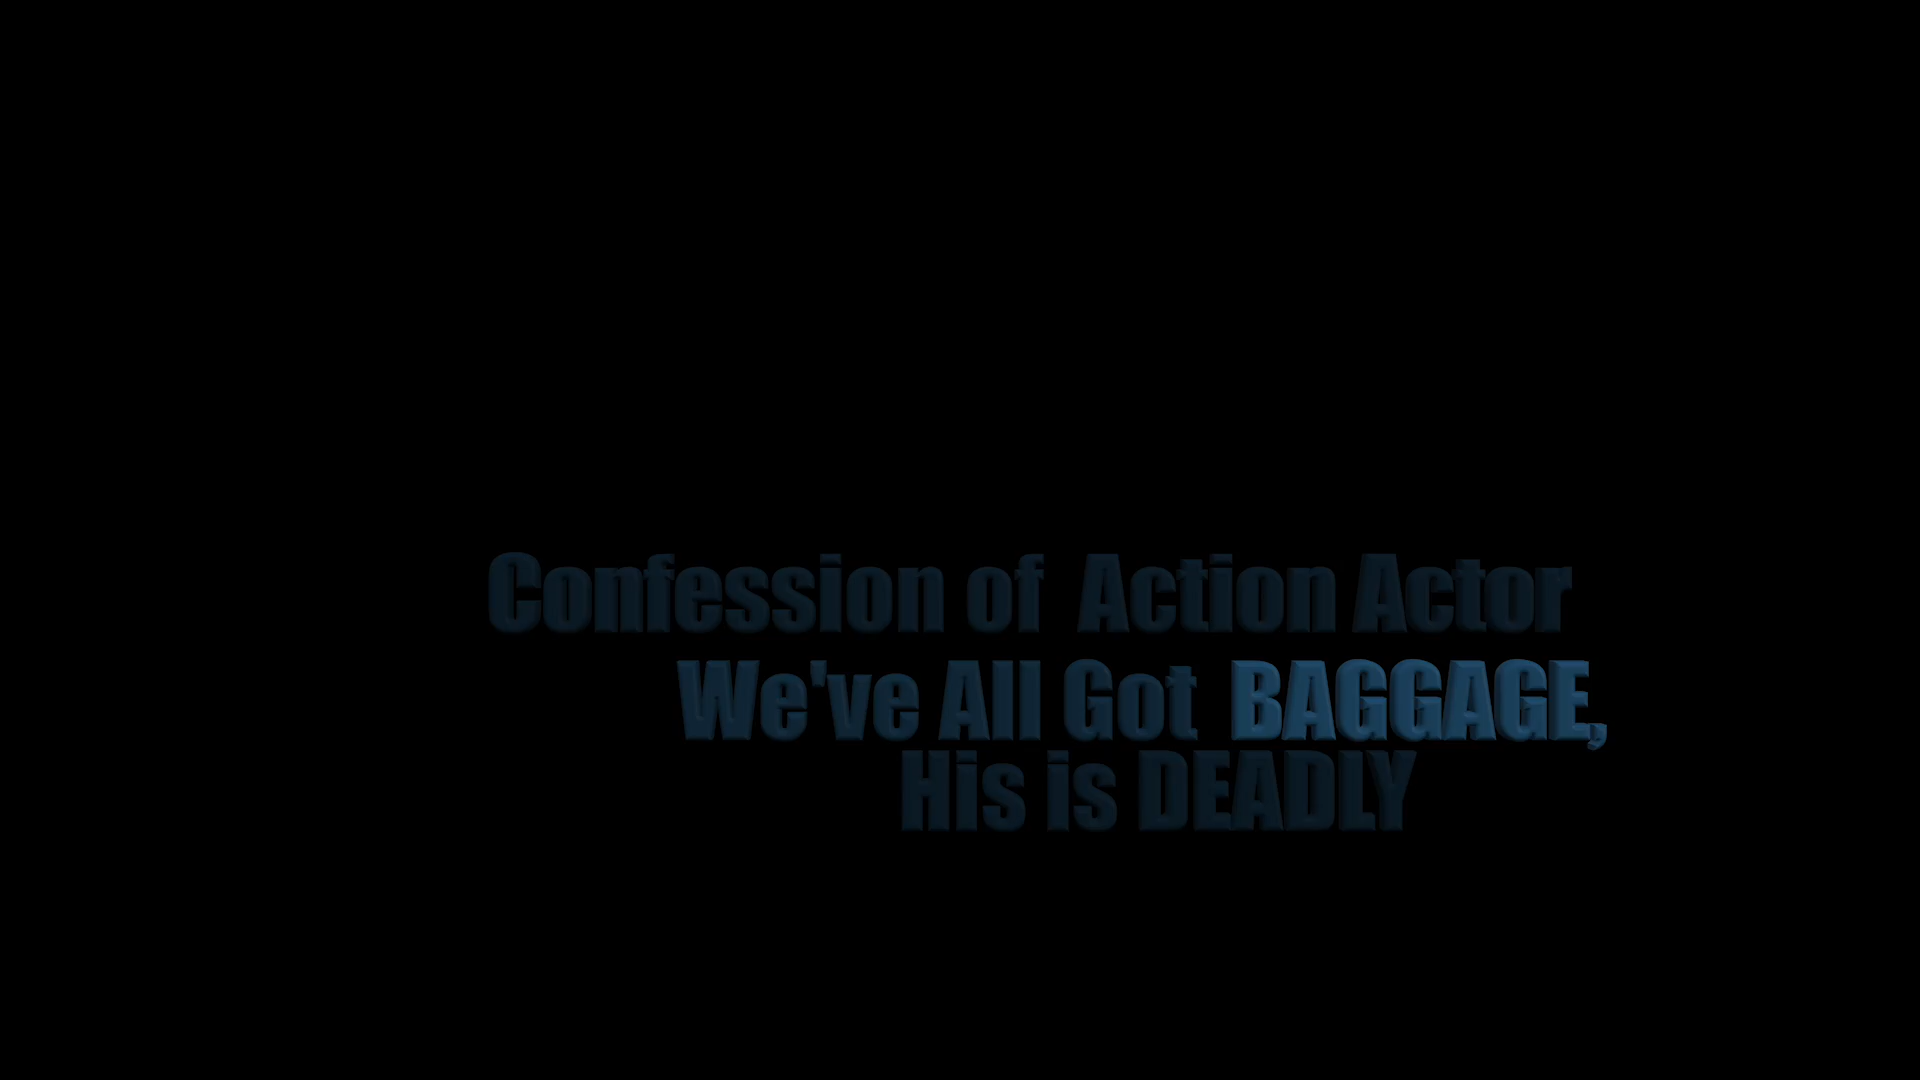 Confession of Action Actor
We've All Got BAGGAGE,
His is DEADLY